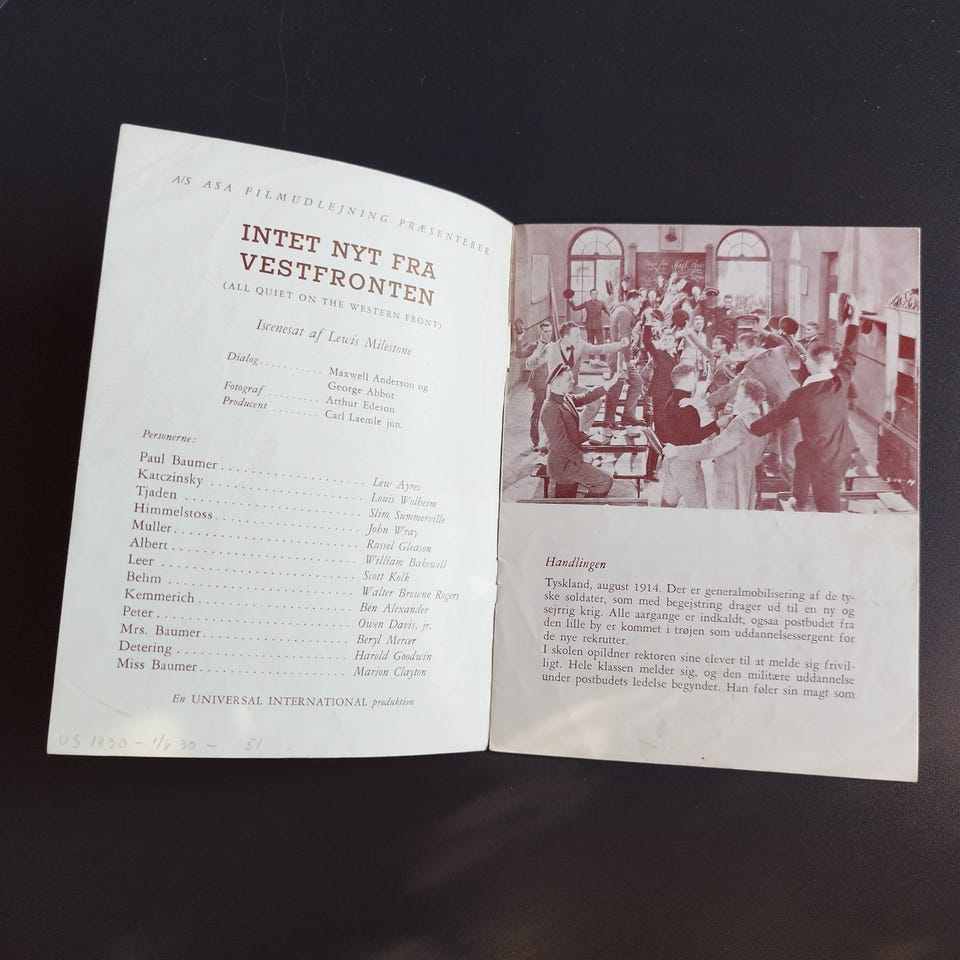 A/S ASA FILMUDLEJNING PRÆSENTERER
INTET NYT FRA
VESTFRONTEN
(ALL QUIET ON THE WESTERN FRONT)
Iscenesat af Lewis Milestone
Dialog........... Maxwell Anderson og
George Abbot
Fotograf ......... Arthur Edeson
Producent ........ Carl Laemle jun.
Personerne:
Paul Baumer.................... Lew Ayres
Katczinsky ...................... Louis Wolheim
Tjaden .......................... Slim Summerville
Himmelstoss...................... John Wray
Muller........................... Russel Gleason
Albert........................... William Bakewell
Leer ............................ Scott Kolk
Behm ............................ Walter Browne Rogers
Kemmerich........................ Ben Alexander
Peter............................ Owen Davis, jr.
Mrs. Baumer...................... Beryl Mercer
Detering ........................ Harold Goodwin
Miss Baumer...................... Marion Clayton
En UNIVERSAL INTERNATIONAL produktion
US 1930 – 1/8 30 – 51
5114-14
Handlingen
Tyskland, august 1914. Der er generalmobilisering af de ty-
ske soldater, som med begejstring drager ud til en ny og
sejrrig krig. Alle aargange er indkaldt, ogsaa postbudet fra
den lille by er kommet i trøjen som uddannelsessergent for
de nye rekrutter.
I skolen opildner rektoren sine elever til at melde sig frivil-
ligt. Hele klassen melder sig, og den militære uddannelse
under postbudets ledelse begynder. Han føler sin magt som